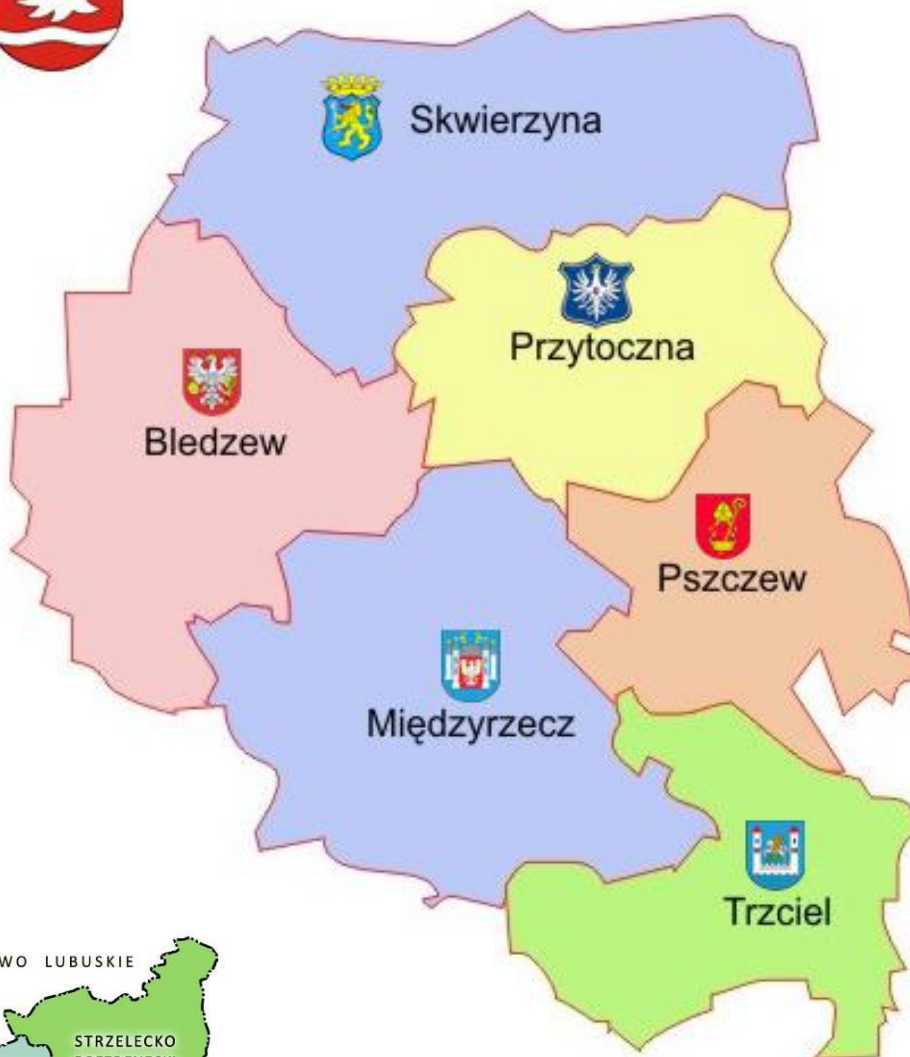 Skwierzyna
Przytoczna
Bledzew
Pszczew
Międzyrzecz
Trzciel
WO LUBUSKIE
STRZELECKO